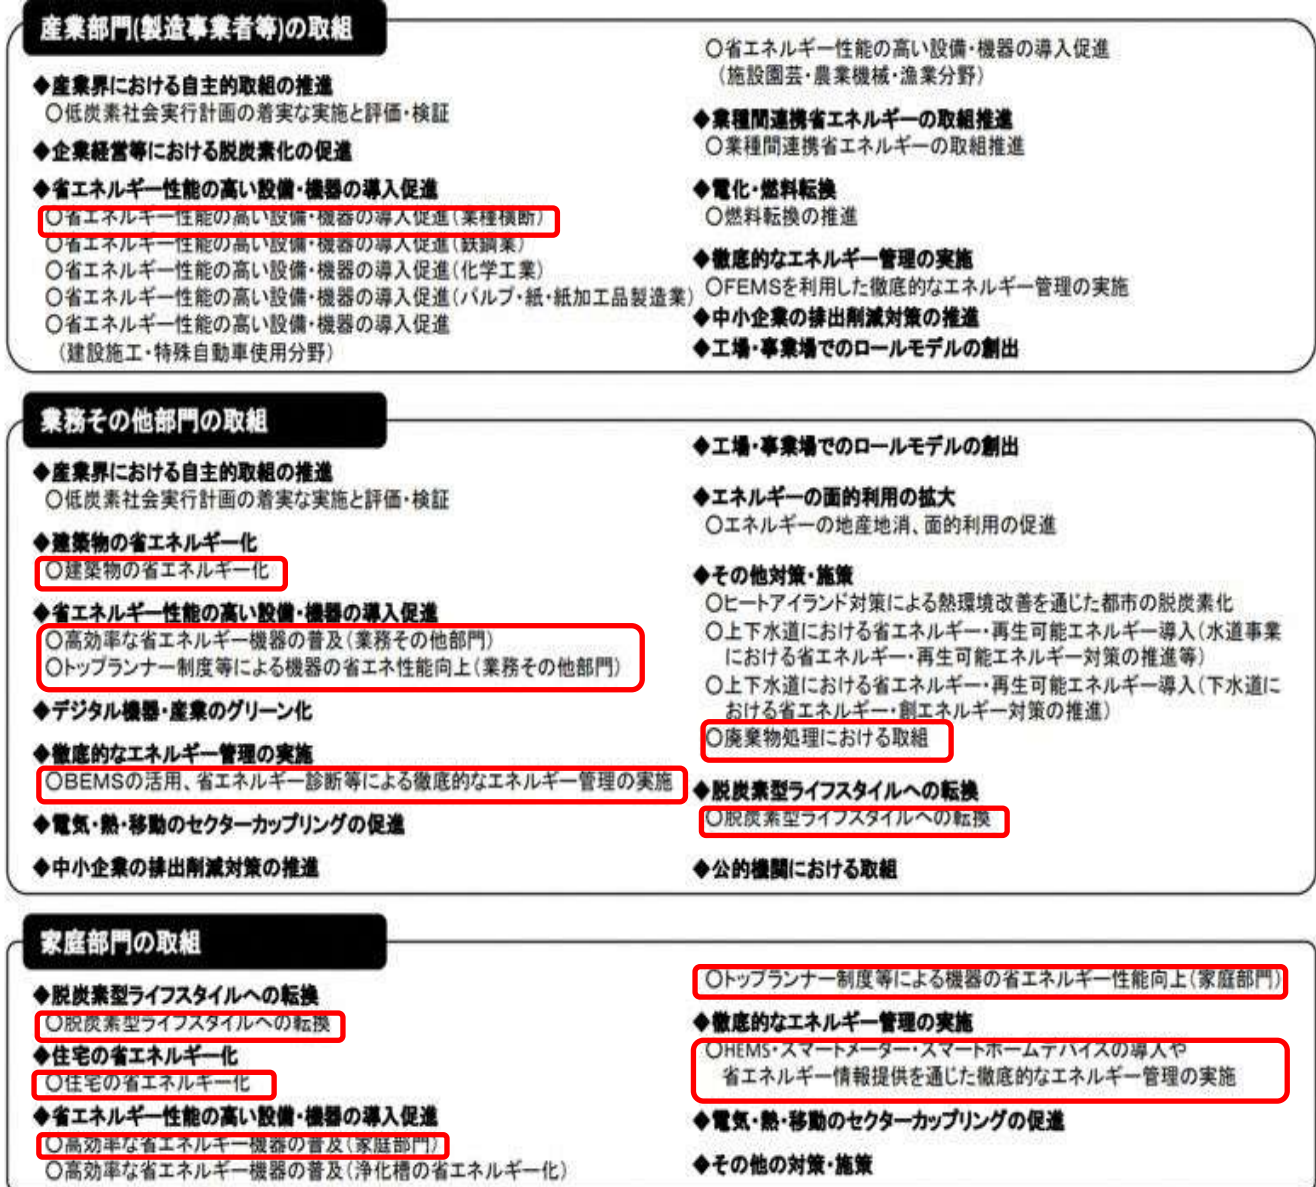 産業部門(製造事業者等)の取組
◆産業界における自主的取組の推進
〇低炭素社会実行計画の着実な実施と評価・検証
◆企業経営等における脱炭素化の促進
◆省エネルギー性能の高い設備・機器の導入促進
〇省エネルギー性能の高い設備・機器の導入促進(業種横断)
〇省エネルギー性能の高い設備・機器の導入促進(鉄鋼業)
〇省エネルギー性能の高い設備・機器の導入促進(化学工業)
〇省エネルギー性能の高い設備・機器の導入促進(パルプ・紙・紙加工品製造業)
〇省エネルギー性能の高い設備・機器の導入促進
(建設施工・特殊自動車使用分野)
〇省エネルギー性能の高い設備・機器の導入促進
(施設園芸・農業機械・漁業分野)
◆業種間連携省エネルギーの取組推進
〇業種間連携省エネルギーの取組推進
◆電化・燃料転換
〇燃料転換の推進
◆徹底的なエネルギー管理の実施
〇FEMSを利用した徹底的なエネルギー管理の実施
◆中小企業の排出削減対策の推進
◆工場・事業場でのロールモデルの創出
業務その他部門の取組
◆産業界における自主的取組の推進
〇低炭素社会実行計画の着実な実施と評価・検証
◆建築物の省エネルギー化
〇建築物の省エネルギー化
◆省エネルギー性能の高い設備・機器の導入促進
〇高効率な省エネルギー機器の普及(業務その他部門)
〇トップランナー制度等による機器の省エネ性能向上(業務その他部門)
◆デジタル機器・産業のグリーン化
◆徹底的なエネルギー管理の実施
〇BEMSの活用、省エネルギー診断等による徹底的なエネルギー管理の実施
◆電気・熱・移動のセクターカップリングの促進
◆中小企業の排出削減対策の推進
◆工場・事業場でのロールモデルの創出
◆エネルギーの面的利用の拡大
〇エネルギーの地産地消、面的利用の促進
◆その他対策・施策
〇ヒートアイランド対策による熱環境改善を通じた都市の脱炭素化
〇上下水道における省エネルギー・再生可能エネルギー導入(水道事業
における省エネルギー・再生可能エネルギー対策の推進等)
〇上下水道における省エネルギー・再生可能エネルギー導入(下水道に
おける省エネルギー・創エネルギー対策の推進)
〇廃棄物処理における取組
◆脱炭素型ライフスタイルへの転換
〇脱炭素型ライフスタイルへの転換
◆公的機関における取組
家庭部門の取組
◆脱炭素型ライフスタイルへの転換
〇脱炭素型ライフスタイルへの転換
◆住宅の省エネルギー化
〇住宅の省エネルギー化
◆省エネルギー性能の高い設備・機器の導入促進
〇高効率な省エネルギー機器の普及(家庭部門)
〇高効率な省エネルギー機器の普及(浄化槽の省エネルギー化)
〇トップランナー制度等による機器の省エネルギー性能向上(家庭部門)
◆徹底的なエネルギー管理の実施
〇HEMS・スマートメーター・スマートホームデバイスの導入や
省エネルギー情報提供を通じた徹底的なエネルギー管理の実施
◆電気・熱・移動のセクターカップリングの促進
◆その他の対策・施策